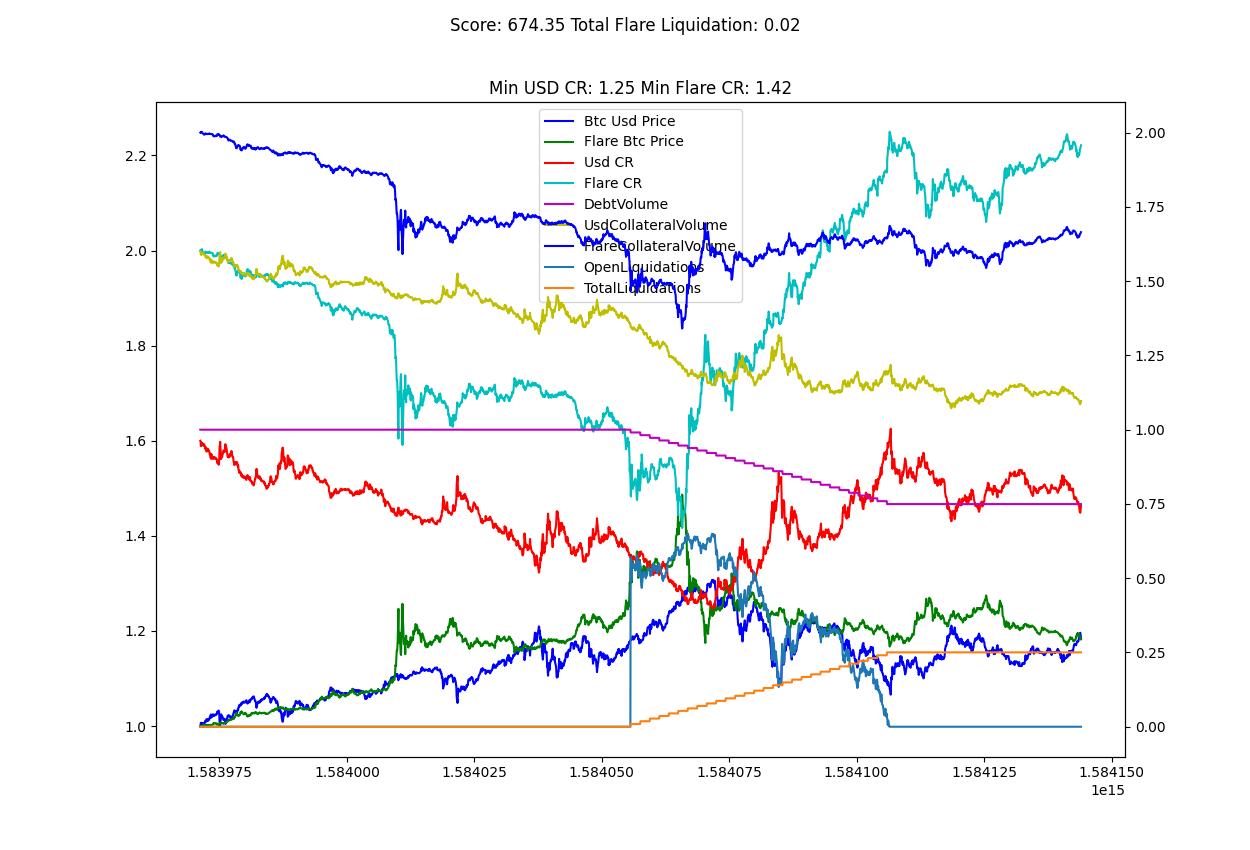 Score: 674.35 Total Flare Liquidation: 0.02
Min USD CR: 1.25 Min Flare CR: 1.42
Btc Usd Price
Flare Btc Price
Usd CR
Flare CR
DebtVolume
UsdCollateralVolume
FlareCollateralVolume
OpenLiquidations
TotalLiquidations
2.2
2.0
1.8
1.6
1.4
1.2
1.0
2.00
1.75
1.50
1.25
1.00
0.75
0.50
0.25
0.00
1.583975 1.584000 1.584025 1.584050 1.584075 1.584100 1.584125 1.584150
1e15